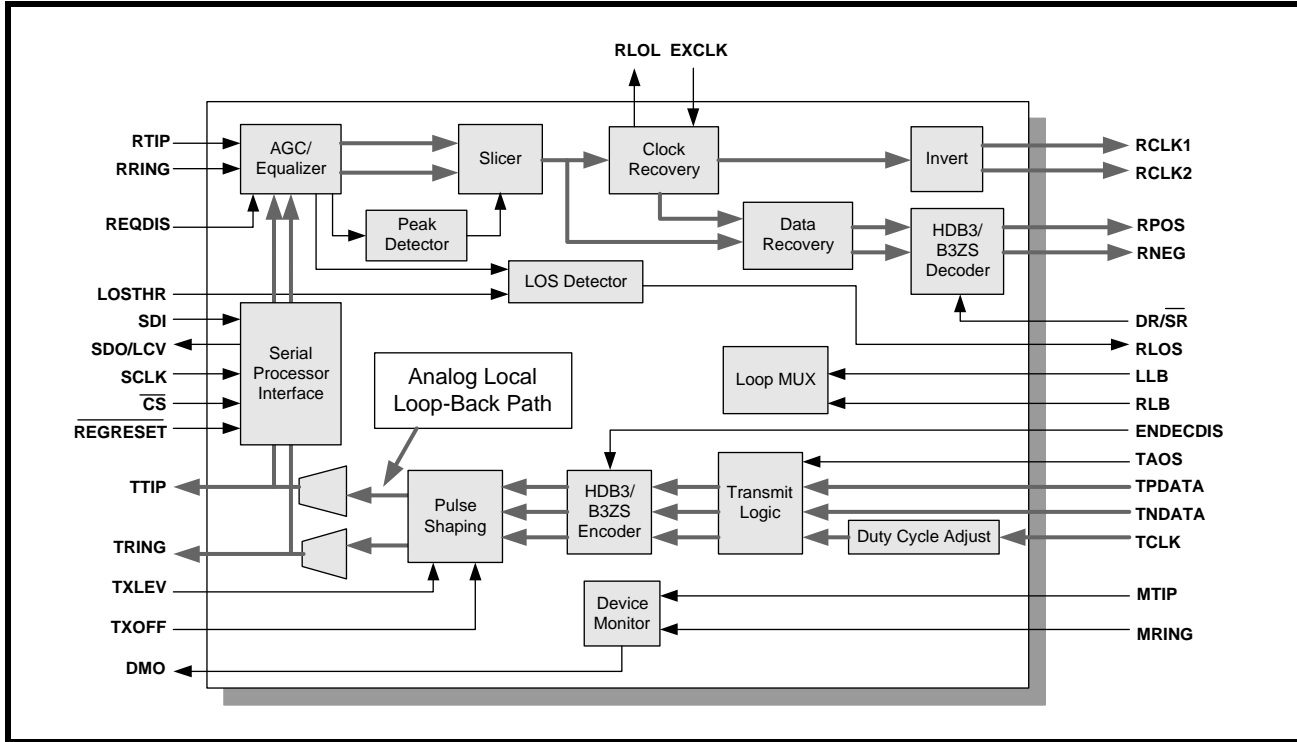 RLOL EXCLK
RTIP
RRING
REQDIS
LOSTHR
SDI
SDO/LCV
SCLK
CS
REGRESET
TTIP
TRING
TXLEV
TXOFF
DMO
AGC/
Equalizer
Slicer
Peak
Detector
Clock
Recovery
Invert
Data
Recovery
HDB3/
B3ZS
Decoder
LOS Detector
Serial
Processor
Interface
Analog Local
Loop-Back Path
Loop MUX
Pulse
Shaping
HDB3/
B3ZS
Encoder
Transmit
Logic
Duty Cycle Adjust
Device
Monitor
RCLK1
RCLK2
RPOS
RNEG
DR/SR
RLOS
LLB
RLB
ENDECDIS
TAOS
TPDATA
TNDATA
TCLK
MTIP
MRING